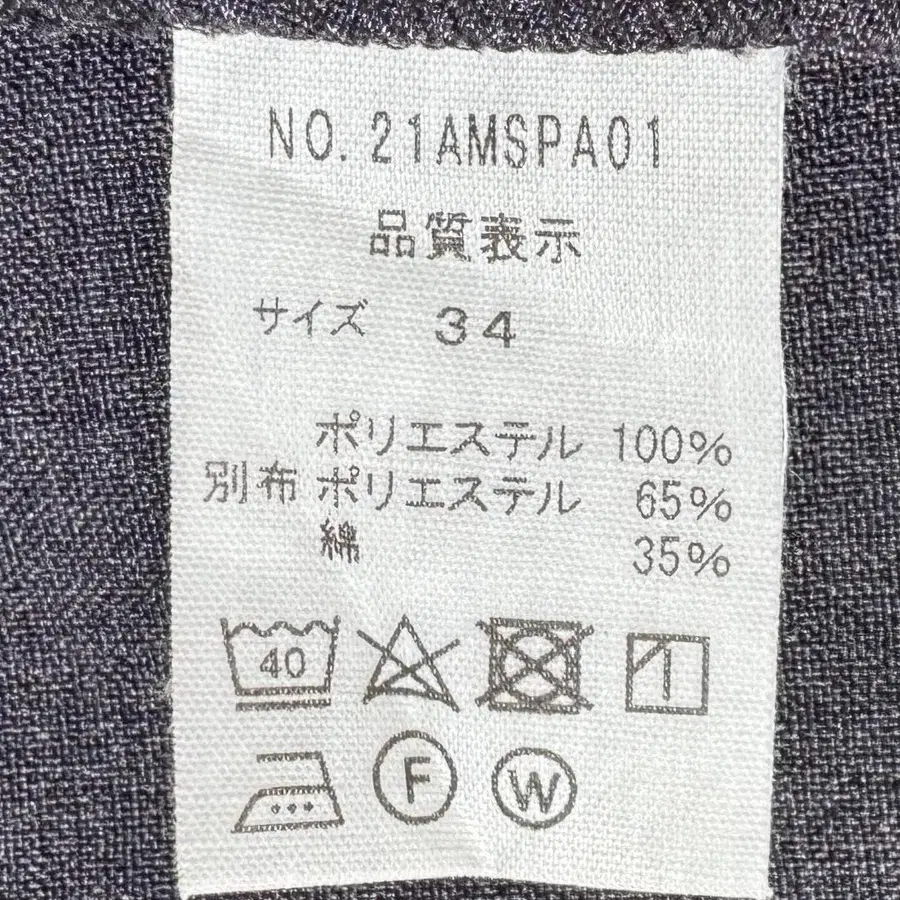 NO. 21AMSPA01
品質表示
サイズ 34
ポリエステル 100%
別布 ポリエステル 65%
綿 35%
40
F W